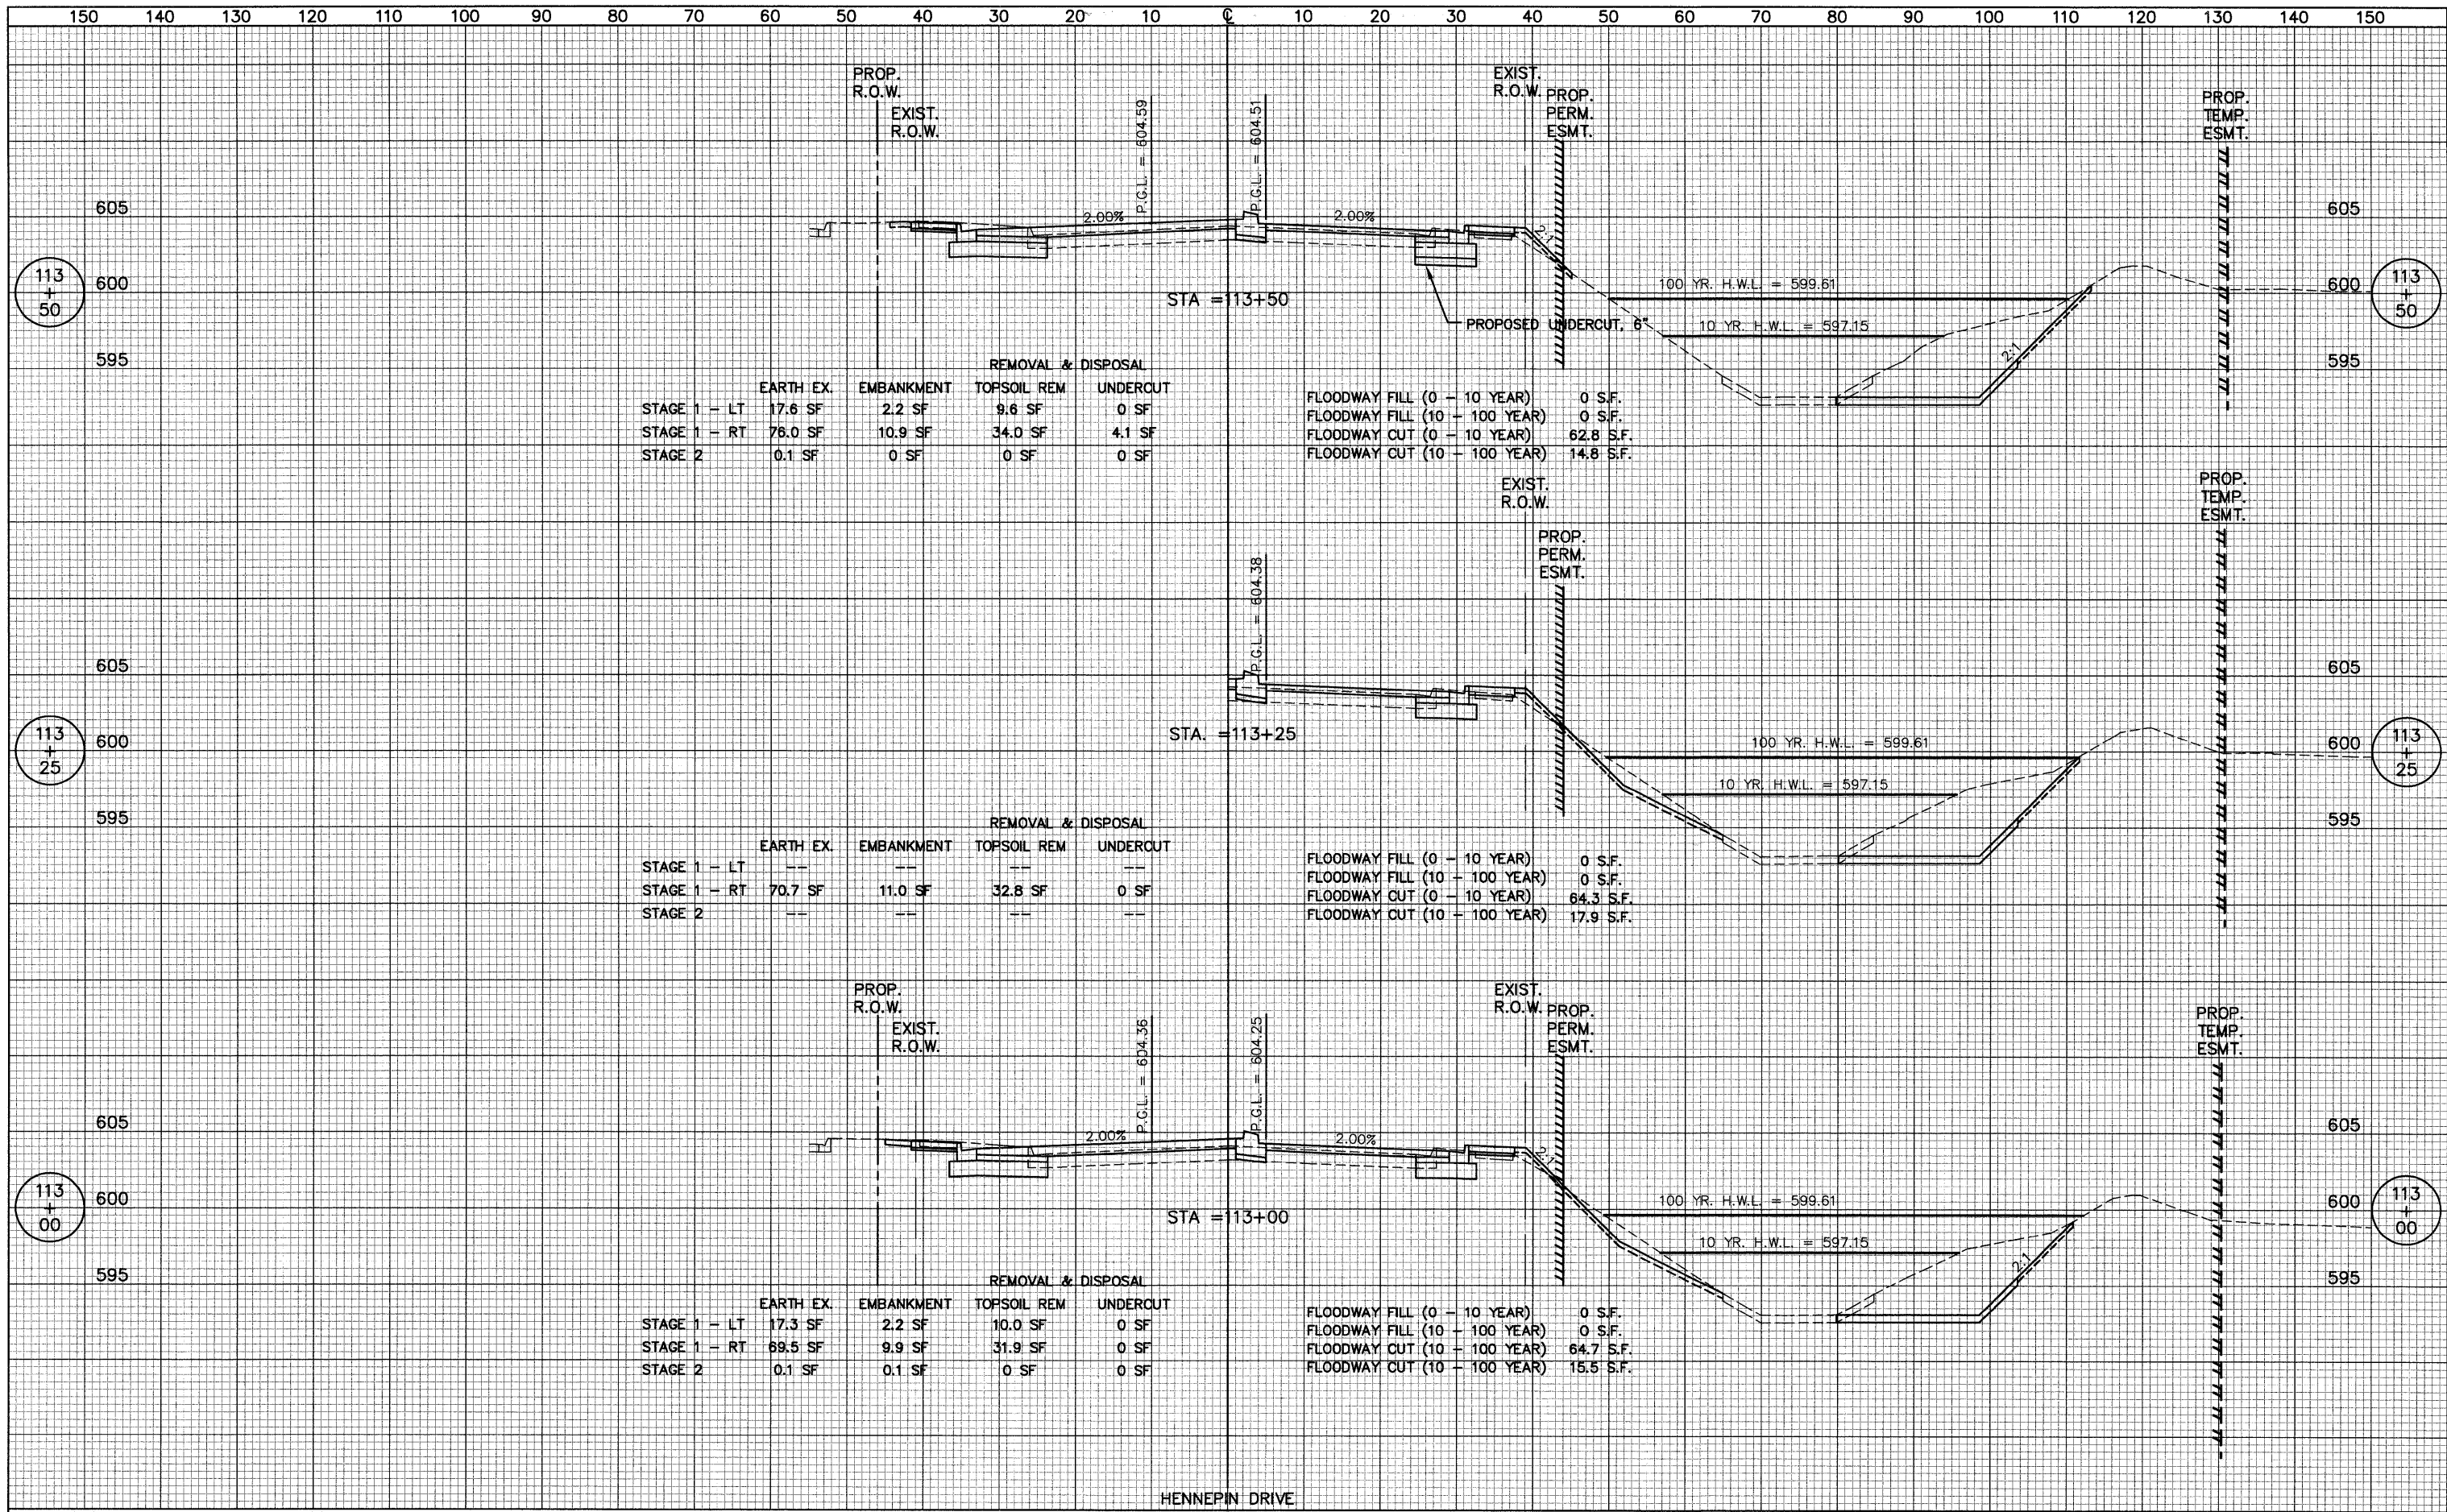 150 140 130 120 110 100 90 80 70 60 50 40 30 20 10 ℄ 10 20 30 40 50 60 70 80 90 100 110 120 130 140 150
PROP.
R.O.W.
EXIST.
R.O.W.
P.G.L. = 604.59
P.G.L. = 604.51
EXIST.
R.O.W.
PROP.
PERM.
ESMT.
PROP.
TEMP.
ESMT.
605
2.00%
2.00%
2:1
605
113
+
50
600
STA =113+50
100 YR. H.W.L. = 599.61
600
113
+
50
PROPOSED UNDERCUT, 6"
10 YR. H.W.L. = 597.15
595
2:1
595
REMOVAL & DISPOSAL
EARTH EX. EMBANKMENT TOPSOIL REM UNDERCUT
STAGE 1 - LT 17.6 SF 2.2 SF 9.6 SF 0 SF
STAGE 1 - RT 76.0 SF 10.9 SF 34.0 SF 4.1 SF
STAGE 2 0.1 SF 0 SF 0 SF 0 SF
FLOODWAY FILL (0 - 10 YEAR) 0 S.F.
FLOODWAY FILL (10 - 100 YEAR) 0 S.F.
FLOODWAY CUT (0 - 10 YEAR) 62.8 S.F.
FLOODWAY CUT (10 - 100 YEAR) 14.8 S.F.
EXIST.
R.O.W.
PROP.
PERM.
ESMT.
PROP.
TEMP.
ESMT.
P.G.L. = 604.38
605
605
113
+
25
600
STA. =113+25
100 YR. H.W.L. = 599.61
600
113
+
25
10 YR. H.W.L. = 597.15
595
595
REMOVAL & DISPOSAL
EARTH EX. EMBANKMENT TOPSOIL REM UNDERCUT
STAGE 1 - LT -- -- -- --
STAGE 1 - RT 70.7 SF 11.0 SF 32.8 SF 0 SF
STAGE 2 -- -- -- --
FLOODWAY FILL (0 - 10 YEAR) 0 S.F.
FLOODWAY FILL (10 - 100 YEAR) 0 S.F.
FLOODWAY CUT (0 - 10 YEAR) 64.3 S.F.
FLOODWAY CUT (10 - 100 YEAR) 17.9 S.F.
PROP.
R.O.W.
EXIST.
R.O.W.
P.G.L. = 604.36
P.G.L. = 604.25
EXIST.
R.O.W.
PROP.
PERM.
ESMT.
PROP.
TEMP.
ESMT.
605
2.00%
2.00%
2:1
605
113
+
00
600
STA =113+00
100 YR. H.W.L. = 599.61
600
113
+
00
10 YR. H.W.L. = 597.15
595
2:1
595
REMOVAL & DISPOSAL
EARTH EX. EMBANKMENT TOPSOIL REM UNDERCUT
STAGE 1 - LT 17.3 SF 2.2 SF 10.0 SF 0 SF
STAGE 1 - RT 69.5 SF 9.9 SF 31.9 SF 0 SF
STAGE 2 0.1 SF 0.1 SF 0 SF 0 SF
FLOODWAY FILL (0 - 10 YEAR) 0 S.F.
FLOODWAY FILL (10 - 100 YEAR) 0 S.F.
FLOODWAY CUT (10 - 100 YEAR) 64.7 S.F.
FLOODWAY CUT (10 - 100 YEAR) 15.5 S.F.
HENNEPIN DRIVE